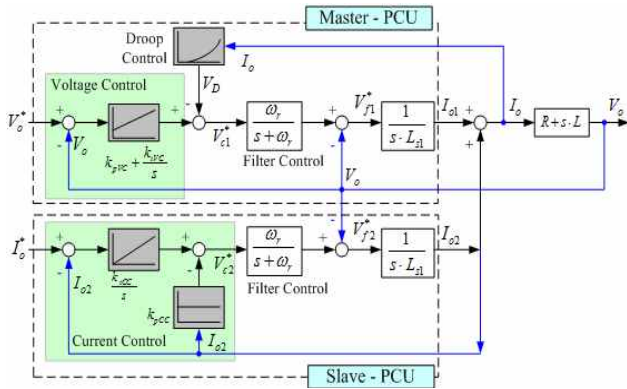 Master - PCU
Droop
Control
I_o
Voltage Control
V_D
V_o^*
+
-
V_o
k_pvc + k_ivc/s
+
-
V_c1^*
ω_r/(s+ω_r)
Filter Control
+
-
V_f1^*
1/(s·L_s1)
I_o1
+
+
I_o
R+s·L
V_o
V_o
I_o^*
+
-
I_o2
k_icc/s
+
-
V_c2^*
k_pcc
I_o2
Current Control
ω_r/(s+ω_r)
Filter Control
+
-
V_f2^*
1/(s·L_s1)
I_o2
Slave - PCU